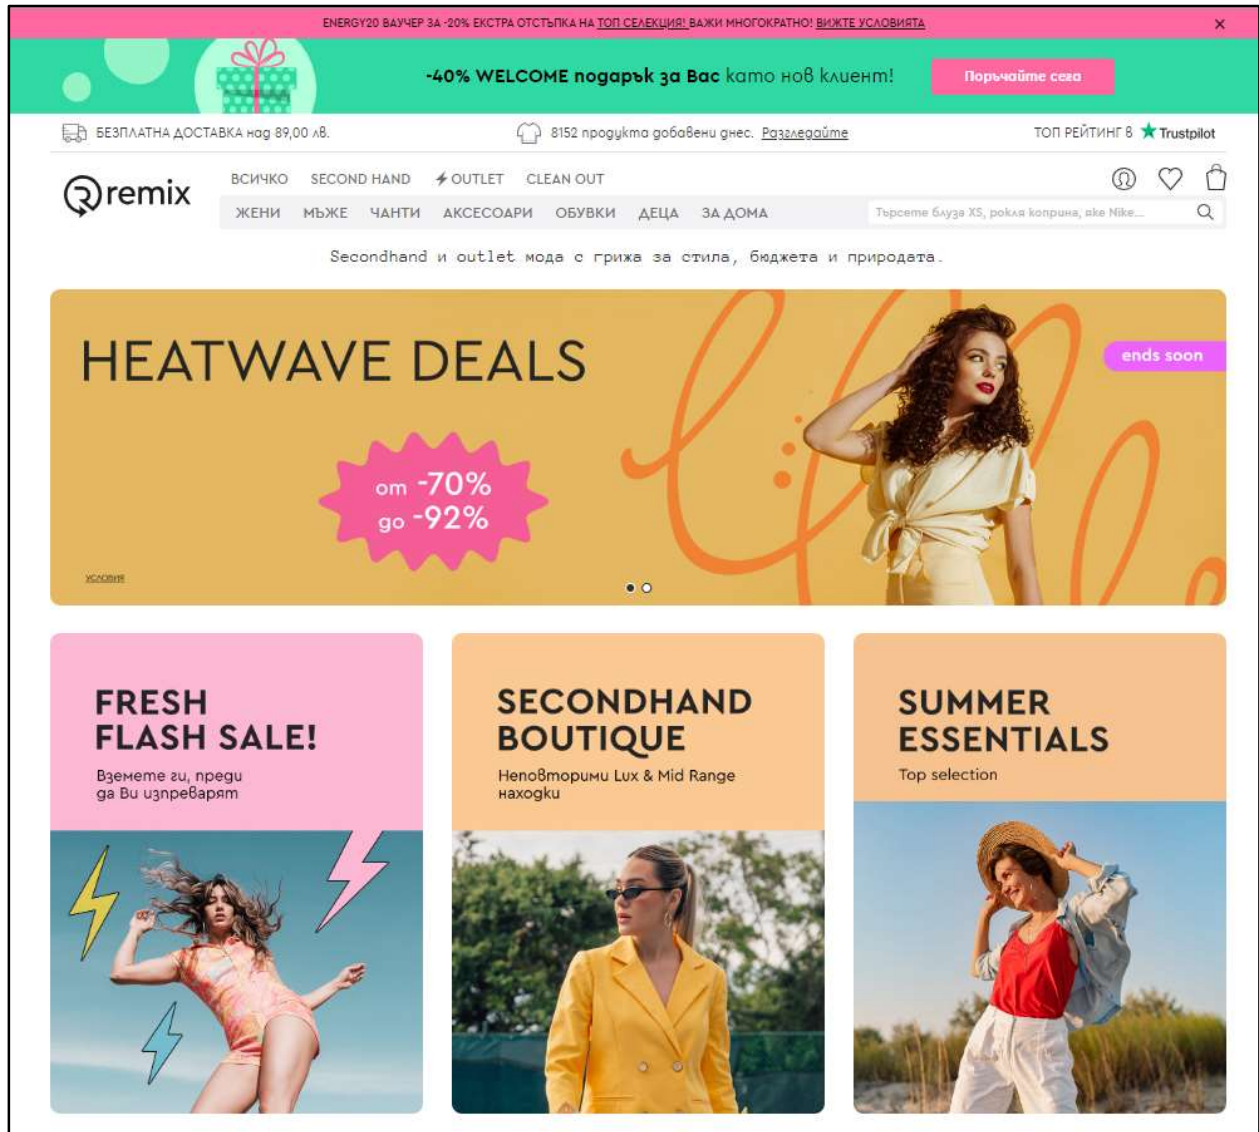 ENERGY20 ВАУЧЕР ЗА -20% ЕКСТРА ОТСТЪПКА НА ТОП СЕЛЕКЦИЯ! ВАЖИ МНОГОКРАТНО! ВИЖТЕ УСЛОВИЯТА
-40% WELCOME подарък за Вас като нов клиент! Поръчайте сега
БЕЗПЛАТНА ДОСТАВКА над 89,00 лв. 8152 продукта добавени днес. Разгледайте ТОП РЕЙТИНГ в Trustpilot
remix
ВСИЧКО SECOND HAND OUTLET CLEAN OUT
ЖЕНИ МЪЖЕ ЧАНТИ АКСЕСОАРИ ОБУВКИ ДЕЦА ЗА ДОМА Търсете блуза XS, рокля коприна, яке Nike...
Secondhand и outlet мода с грижа за стила, бюджета и природата.
HEATWAVE DEALS
ends soon
от -70%
до -92%
УСЛОВИЯ
FRESH
FLASH SALE!
Вземете ги, преди
да Ви изпреварят
SECONDHAND
BOUTIQUE
Неповторими Lux & Mid Range
находки
SUMMER
ESSENTIALS
Top selection